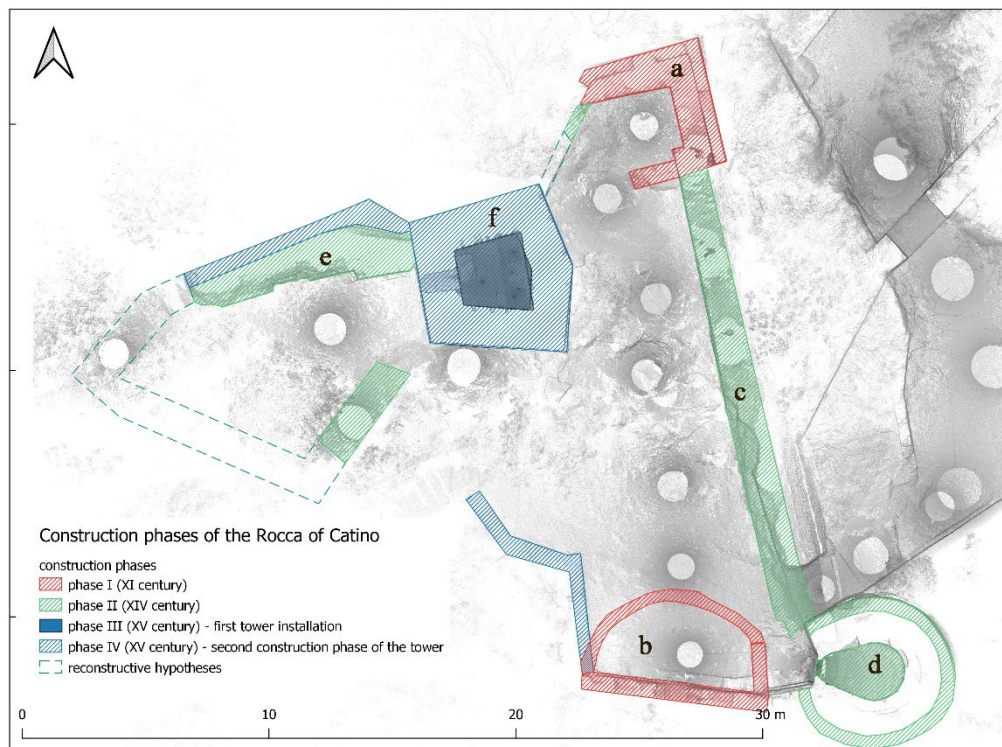 a
f
e
c
b
d
Construction phases of the Rocca of Catino
construction phases
phase I (XI century)
phase II (XIV century)
phase III (XV century) - first tower installation
phase IV (XV century) - second construction phase of the tower
reconstructive hypotheses
0 10 20 30 m